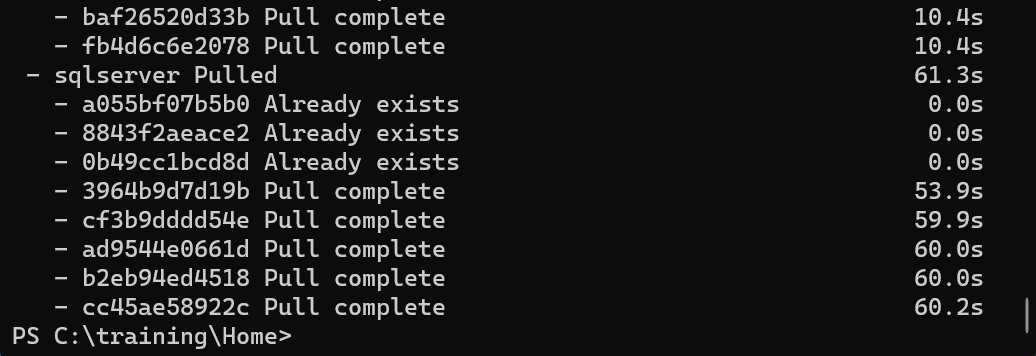 - baf26520d33b Pull complete 10.4s
- fb4d6c6e2078 Pull complete 10.4s
- sqlserver Pulled 61.3s
- a055bf07b5b0 Already exists 0.0s
- 8843f2aeace2 Already exists 0.0s
- 0b49cc1bcd8d Already exists 0.0s
- 3964b9d7d19b Pull complete 53.9s
- cf3b9dddd54e Pull complete 59.9s
- ad9544e0661d Pull complete 60.0s
- b2eb94ed4518 Pull complete 60.0s
- cc45ae58922c Pull complete 60.2s
PS C:\training\Home>